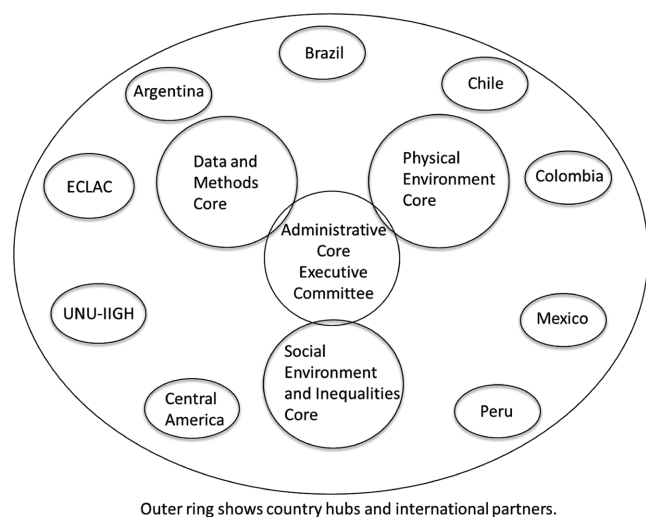 Brazil
Argentina
Chile
Data and
Methods
Core
Physical
Environment
Core
ECLAC
Colombia
Administrative
Core
Executive
Committee
UNU-IIGH
Mexico
Social
Environment
and Inequalities
Core
Central
America
Peru
Outer ring shows country hubs and international partners.